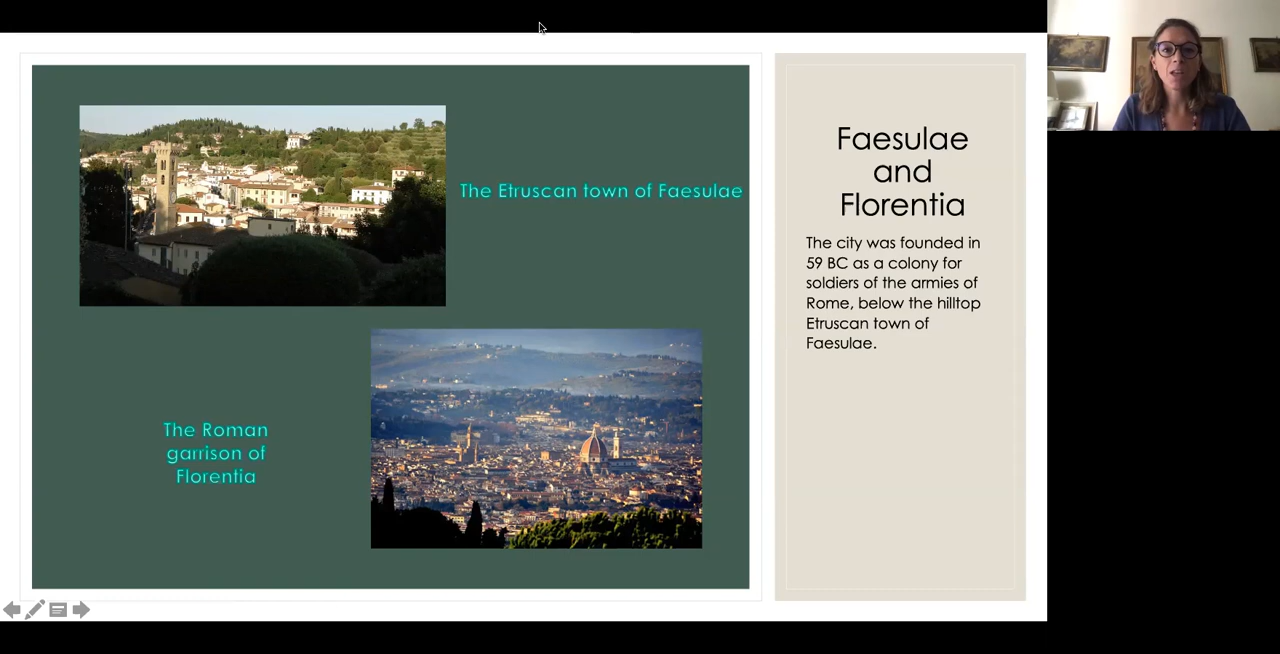 The Etruscan town of Faesulae
The Roman
garrison of
Florentia
Faesulae
and
Florentia
The city was founded in
59 BC as a colony for
soldiers of the armies of
Rome, below the hilltop
Etruscan town of
Faesulae.